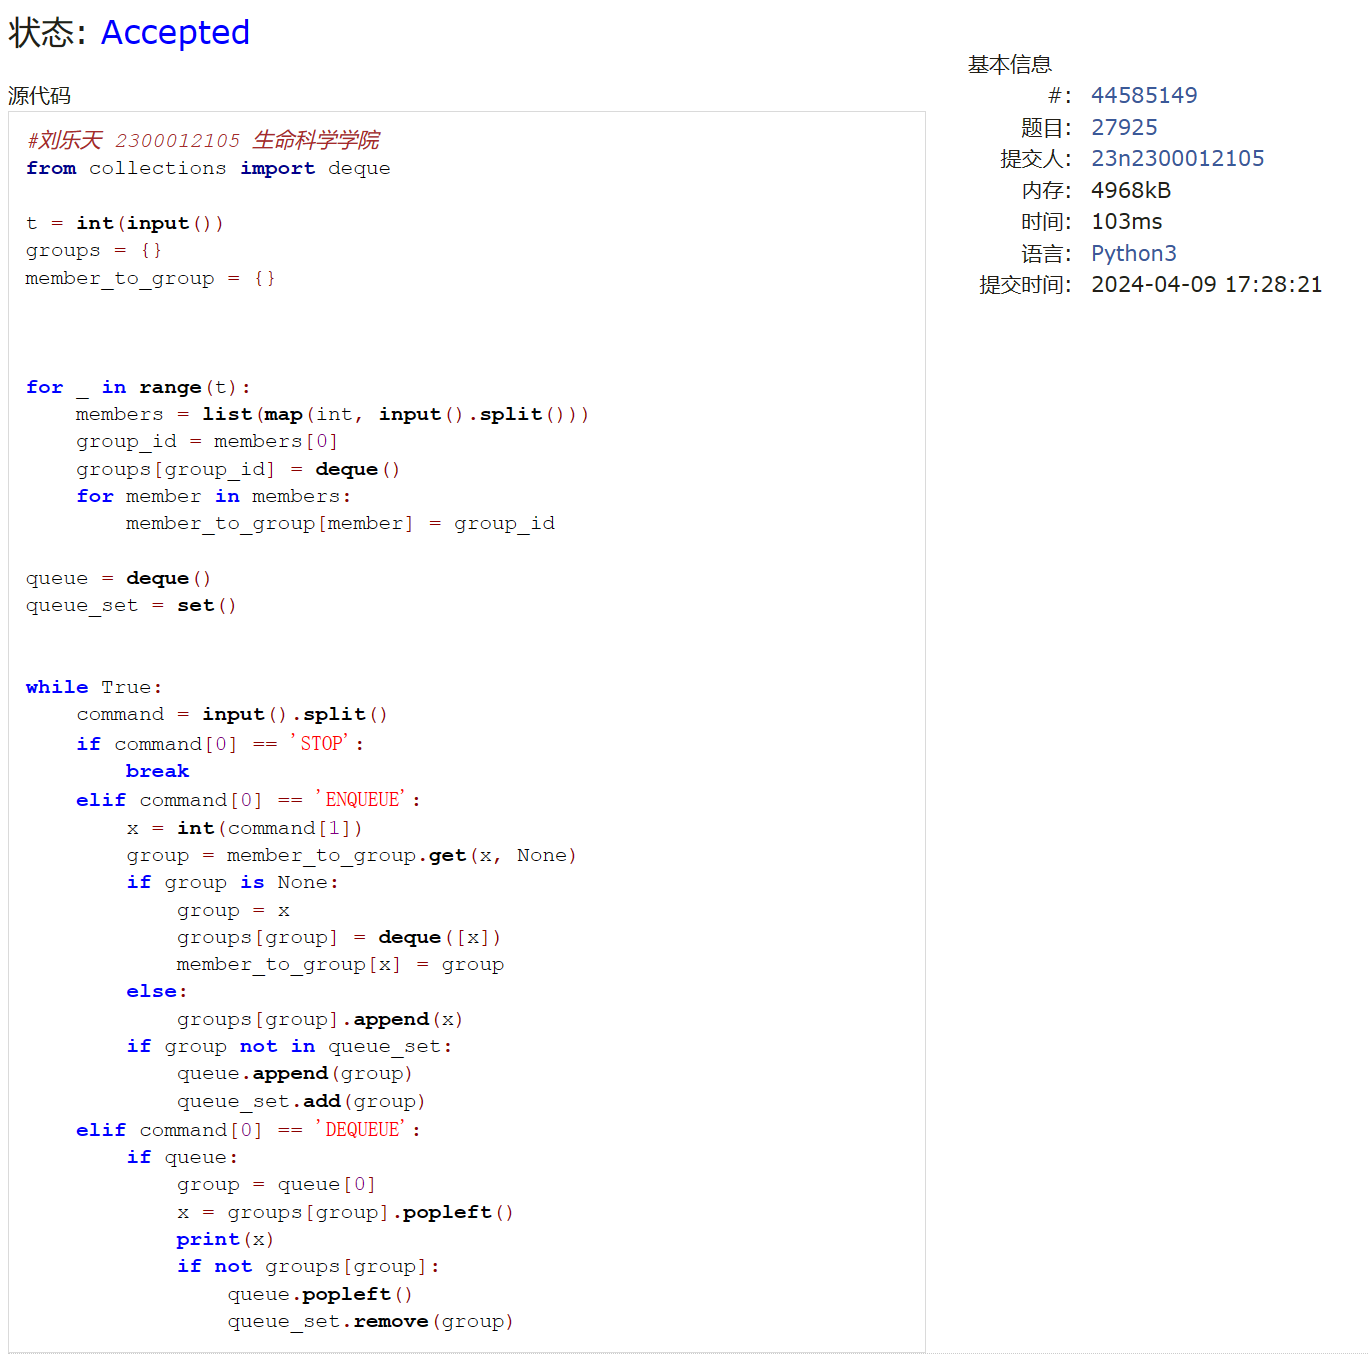 状态: Accepted
源代码
#刘乐天 2300012105 生命科学学院
from collections import deque
t = int(input())
groups = {}
member_to_group = {}
for _ in range(t):
    members = list(map(int, input().split()))
    group_id = members[0]
    groups[group_id] = deque()
    for member in members:
        member_to_group[member] = group_id
queue = deque()
queue_set = set()
while True:
    command = input().split()
    if command[0] == 'STOP':
        break
    elif command[0] == 'ENQUEUE':
        x = int(command[1])
        group = member_to_group.get(x, None)
        if group is None:
            group = x
            groups[group] = deque([x])
            member_to_group[x] = group
        else:
            groups[group].append(x)
        if group not in queue_set:
            queue.append(group)
            queue_set.add(group)
    elif command[0] == 'DEQUEUE':
        if queue:
            group = queue[0]
            x = groups[group].popleft()
            print(x)
            if not groups[group]:
                queue.popleft()
                queue_set.remove(group)
基本信息
#: 44585149
题目: 27925
提交人: 23n2300012105
内存: 4968kB
时间: 103ms
语言: Python3
提交时间: 2024-04-09 17:28:21